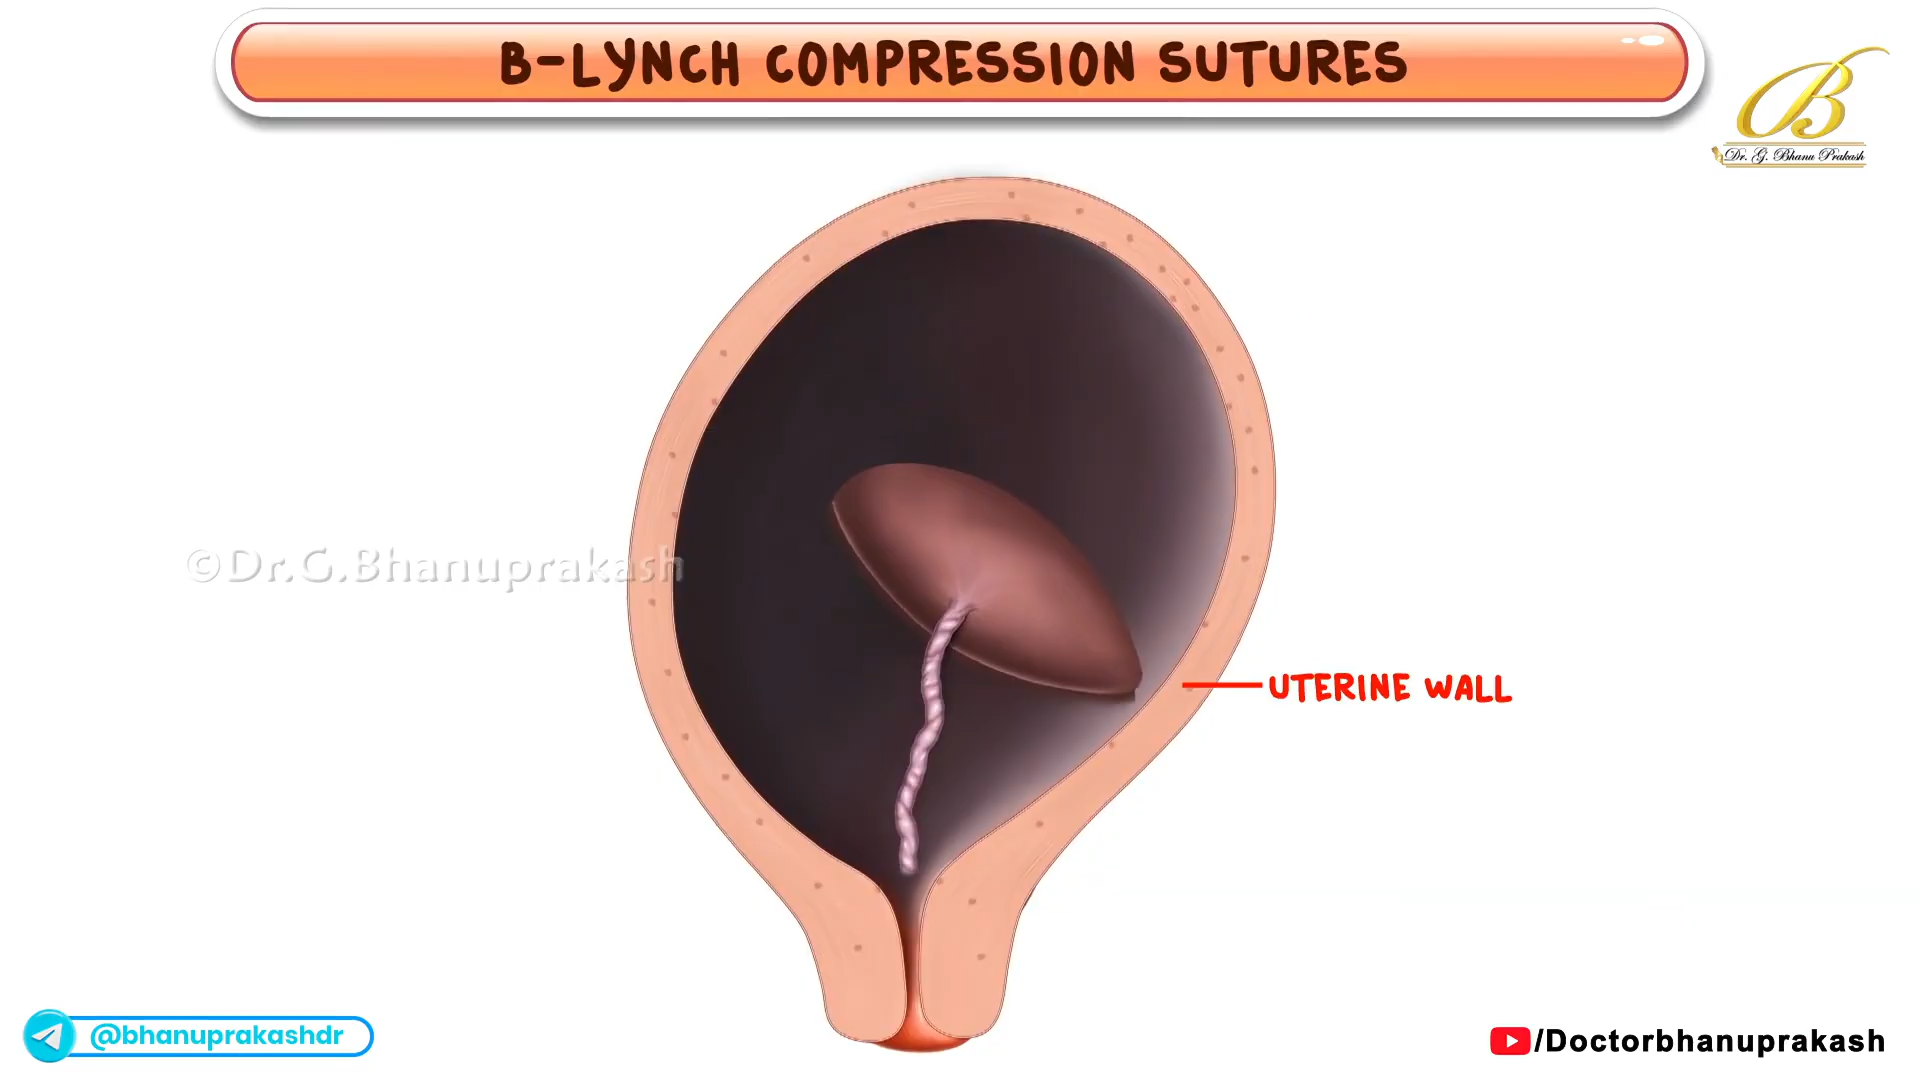 B-LYNCH COMPRESSION SUTURES
B
Dr. G. Bhanu Prakash
©Dr.G.Bhanuprakash
UTERINE WALL
@bhanuprakashdr
/Doctorbhanuprakash